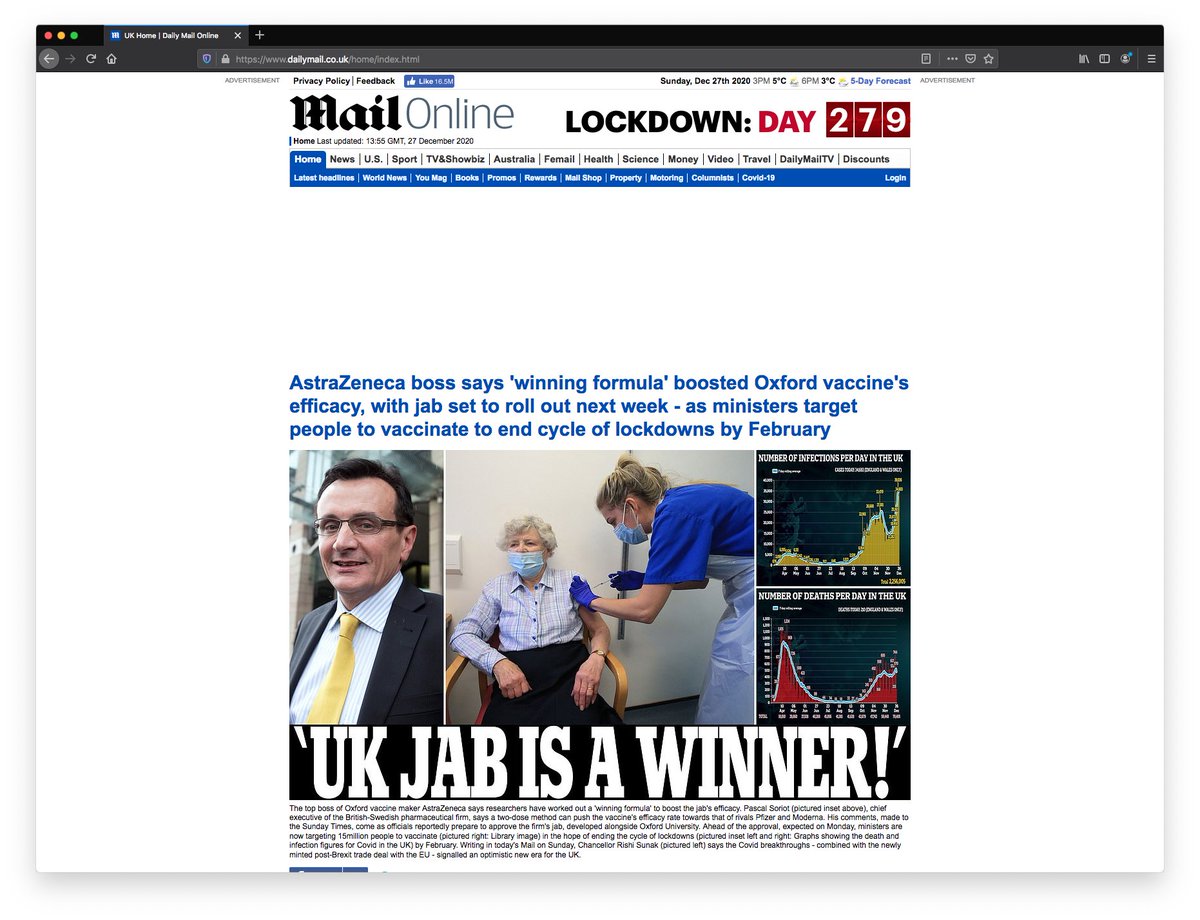 UK Home | Daily Mail Online
https://www.dailymail.co.uk/home/index.html
ADVERTISEMENT
Privacy Policy | Feedback
Like 16.5M
Sunday, Dec 27th 2020 3PM 5°C 6PM 3°C 5-Day Forecast
ADVERTISEMENT
Mail Online
LOCKDOWN: DAY 279
Home Last updated: 13:55 GMT, 27 December 2020
Home News | U.S. | Sport | TV&Showbiz | Australia | Femail | Health | Science | Money | Video | Travel | DailyMailTV | Discounts
Latest headlines | World News | You Mag | Books | Promos | Rewards | Mail Shop | Property | Motoring | Columnists | Covid-19
Login
AstraZeneca boss says 'winning formula' boosted Oxford vaccine's
efficacy, with jab set to roll out next week - as ministers target
people to vaccinate to end cycle of lockdowns by February
NUMBER OF INFECTIONS PER DAY IN THE UK
NUMBER OF DEATHS PER DAY IN THE UK
'UK JAB IS A WINNER!'
The top boss of Oxford vaccine maker AstraZeneca says researchers have worked out a 'winning formula' to boost the jab's efficacy. Pascal Soriot (pictured inset above), chief
executive of the British-Swedish pharmaceutical firm, says a two-dose method can push the vaccine's efficacy rate towards that of rivals Pfizer and Moderna. His comments, made to
the Sunday Times, come as officials reportedly prepare to approve the firm's jab, developed alongside Oxford University. Ahead of the approval, expected on Monday, ministers are
now targeting 15million people to vaccinate (pictured right: Library image) in the hope of ending the cycle of lockdowns (pictured inset left and right: Graphs showing the death and
infection figures for Covid in the UK) by February. Writing in today's Mail on Sunday, Chancellor Rishi Sunak (pictured left) says the Covid breakthroughs - combined with the newly
minted post-Brexit trade deal with the EU - signalled an optimistic new era for the UK.